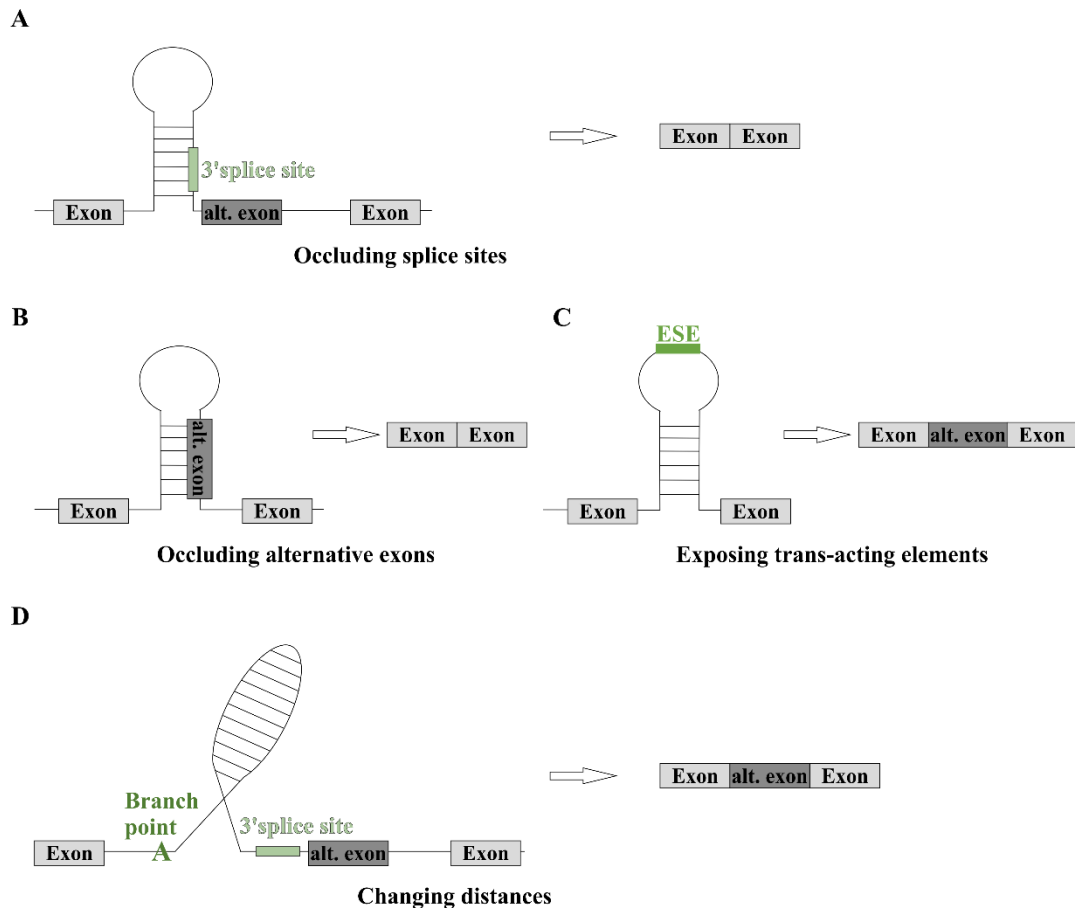 A
3'splice site
Exon
alt. exon
Exon
Exon
Exon
Occluding splice sites
B
alt. exon
Exon
Exon
Exon
Exon
Occluding alternative exons
C
ESE
Exon
Exon
Exon
alt. exon
Exon
Exposing trans-acting elements
D
Branch
point
A
3'splice site
Exon
alt. exon
Exon
Exon
alt. exon
Exon
Changing distances